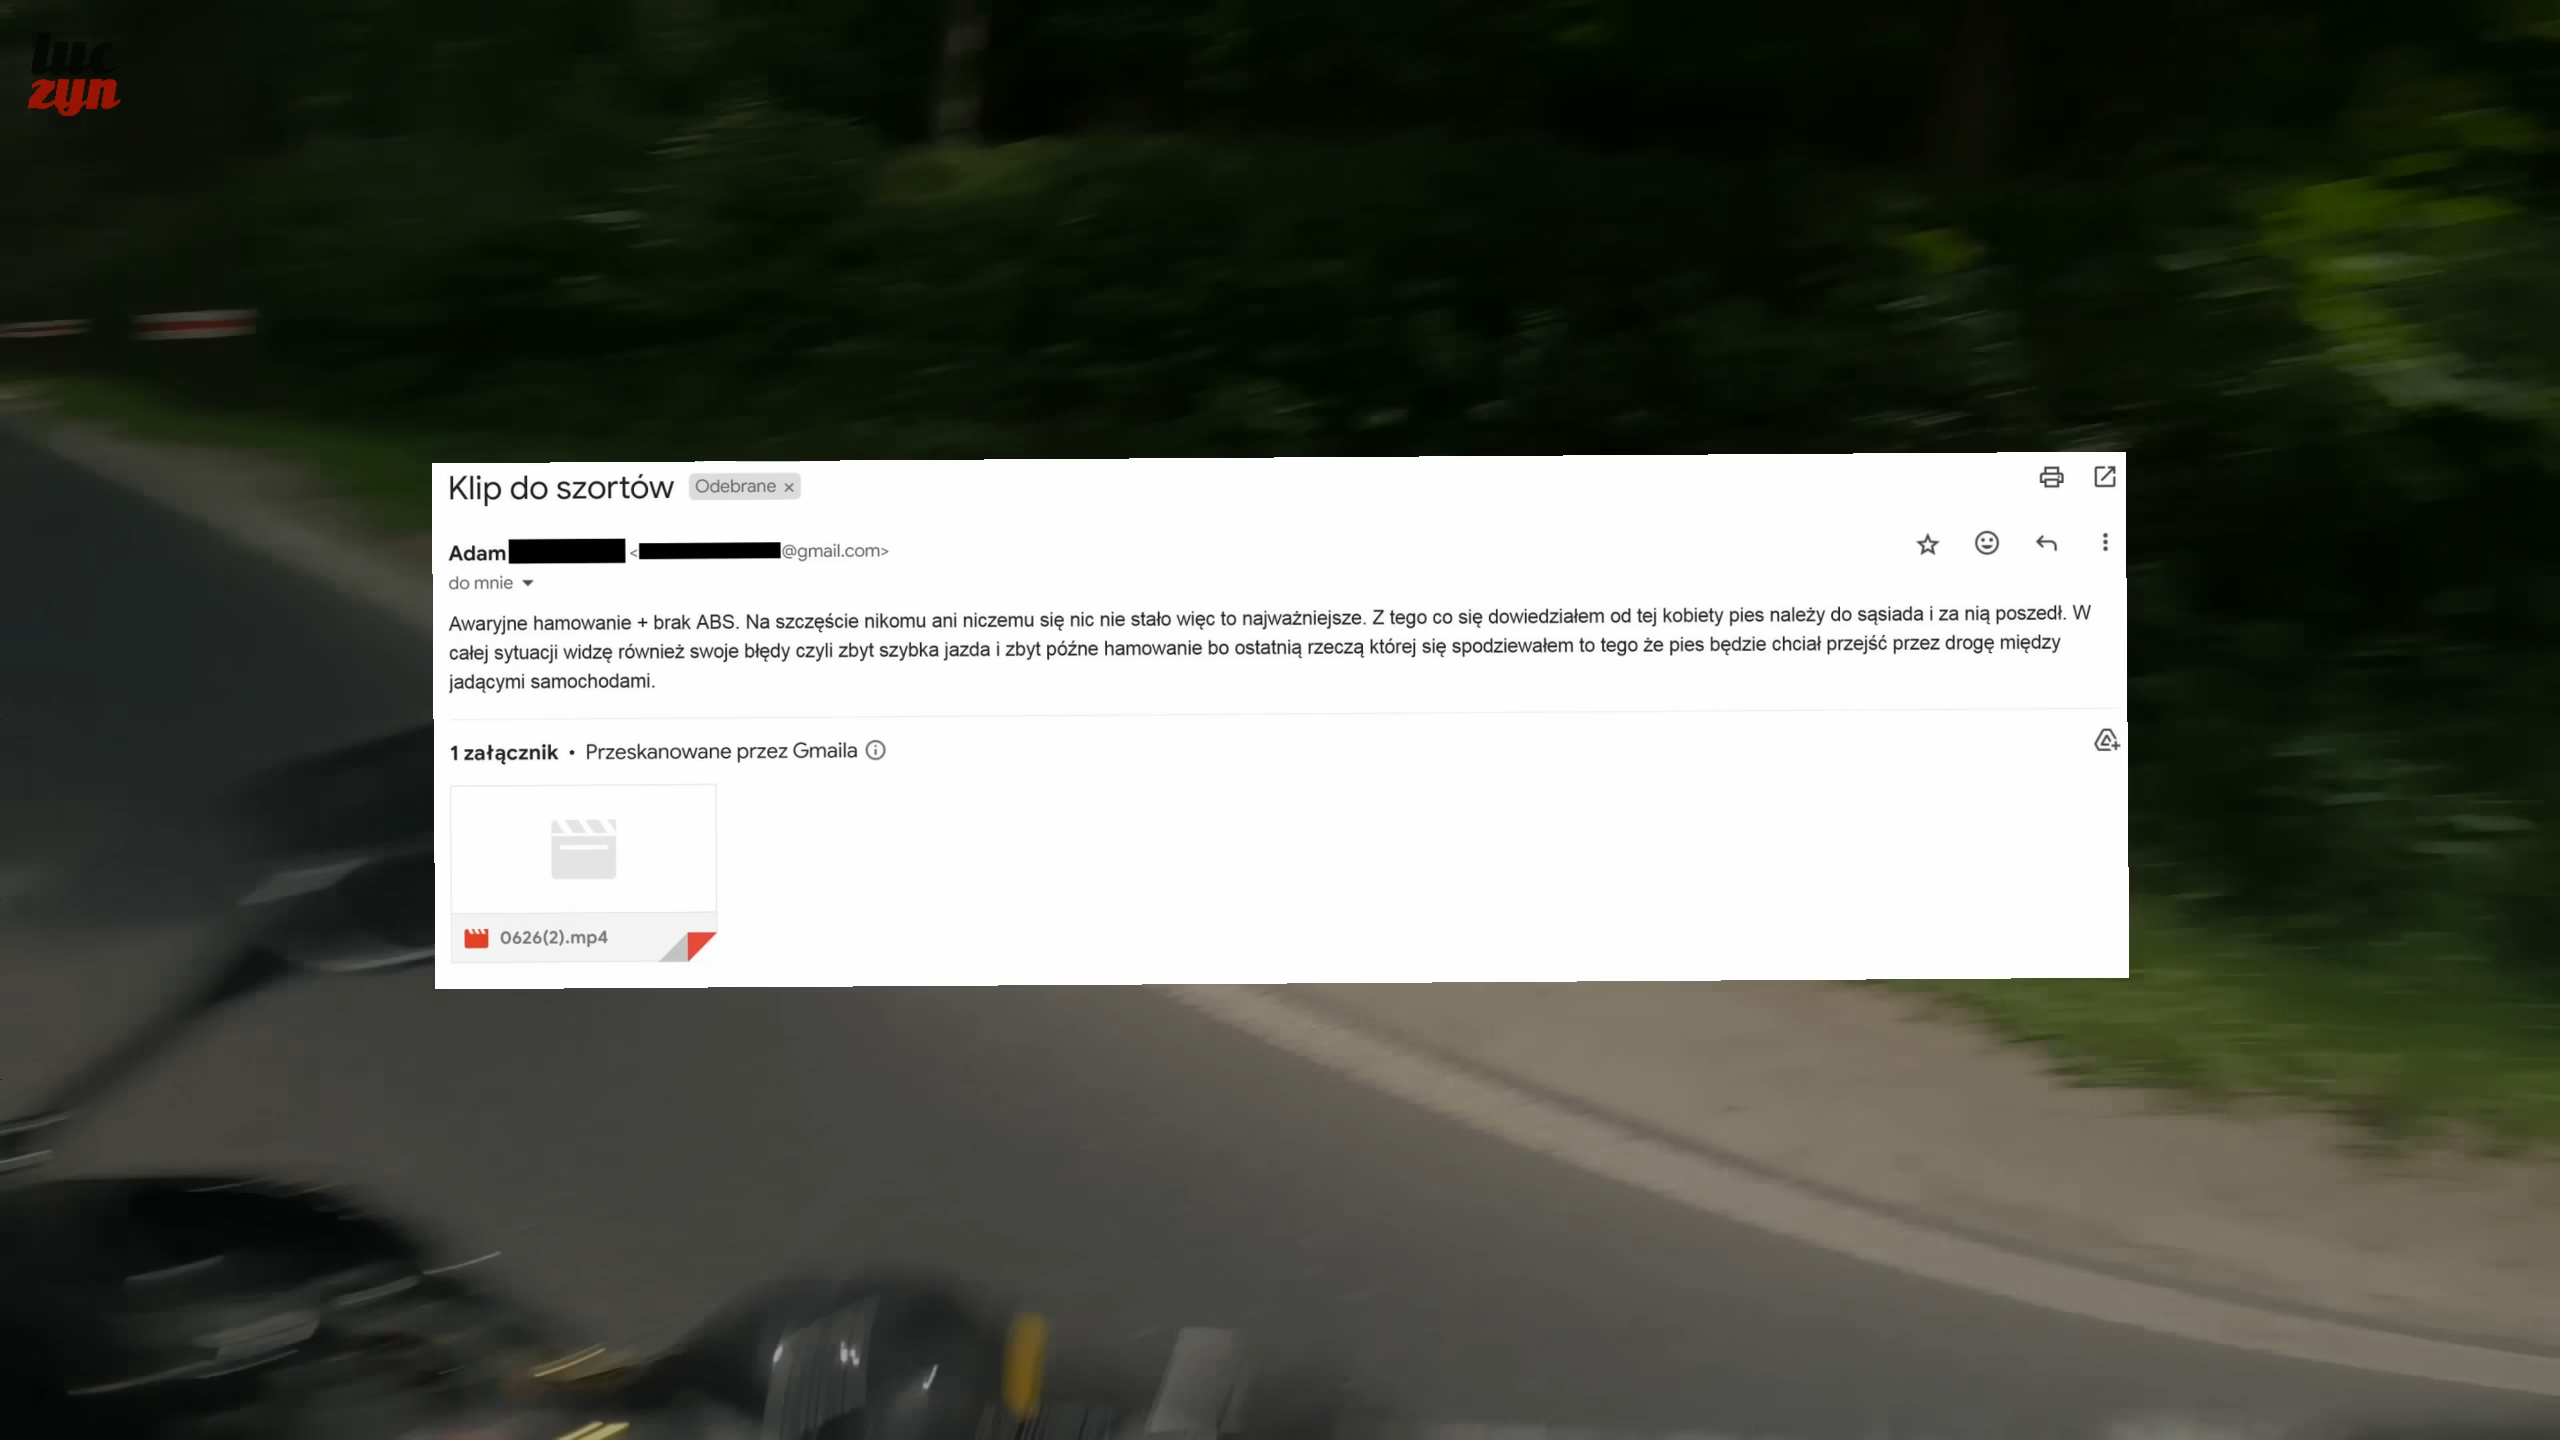 luc
zyn
Klip do szortów Odebrane ×
Adam < @gmail.com>
do mnie
Awaryjne hamowanie + brak ABS. Na szczęście nikomu ani niczemu się nic nie stało więc to najważniejsze. Z tego co się dowiedziałem od tej kobiety pies należy do sąsiada i za nią poszedł. W
całej sytuacji widzę również swoje błędy czyli zbyt szybka jazda i zbyt późne hamowanie bo ostatnią rzeczą której się spodziewałem to tego że pies będzie chciał przejść przez drogę między
jadącymi samochodami.
1 załącznik • Przeskanowane przez Gmaila
0626(2).mp4